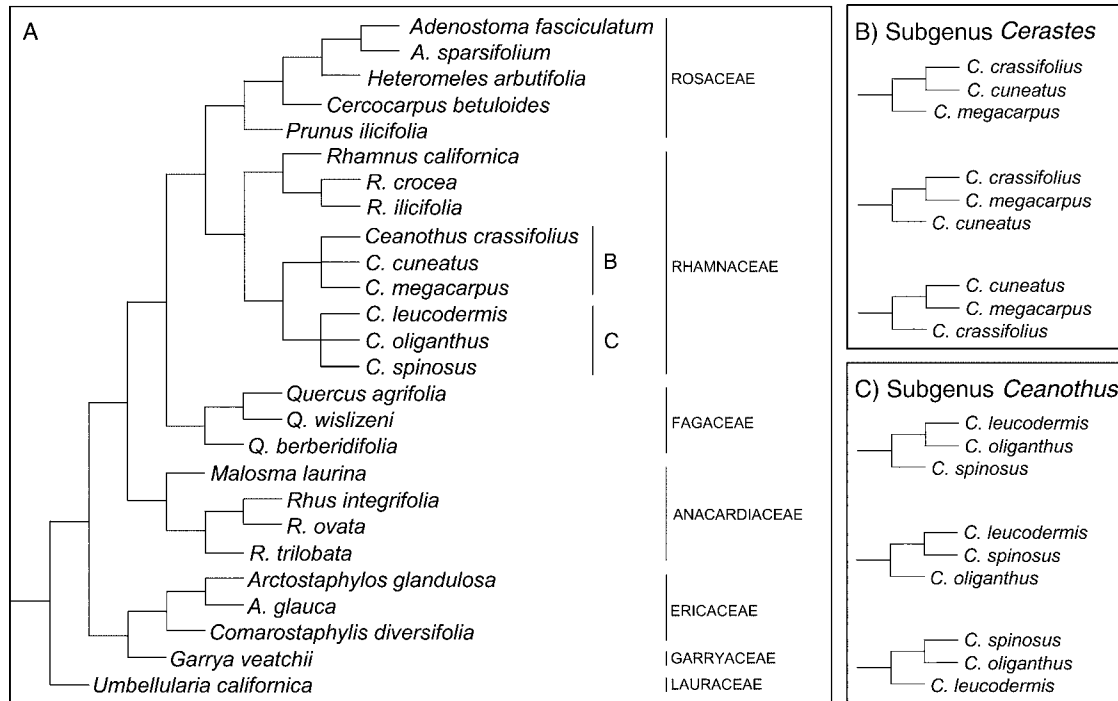 A
Adenostoma fasciculatum
A. sparsifolium
Heteromeles arbutifolia
Cercocarpus betuloides
Prunus ilicifolia
ROSACEAE
Rhamnus californica
R. crocea
R. ilicifolia
Ceanothus crassifolius
C. cuneatus
C. megacarpus
B
C. leucodermis
C. oliganthus
C. spinosus
C
RHAMNACEAE
Quercus agrifolia
Q. wislizeni
Q. berberidifolia
FAGACEAE
Malosma laurina
Rhus integrifolia
R. ovata
R. trilobata
ANACARDIACEAE
Arctostaphylos glandulosa
A. glauca
Comarostaphylis diversifolia
ERICACEAE
Garrya veatchii
GARRYACEAE
Umbellularia californica
LAURACEAE
B) Subgenus Cerastes
C. crassifolius
C. cuneatus
C. megacarpus
C. crassifolius
C. megacarpus
C. cuneatus
C. cuneatus
C. megacarpus
C. crassifolius
C) Subgenus Ceanothus
C. leucodermis
C. oliganthus
C. spinosus
C. leucodermis
C. spinosus
C. oliganthus
C. spinosus
C. oliganthus
C. leucodermis